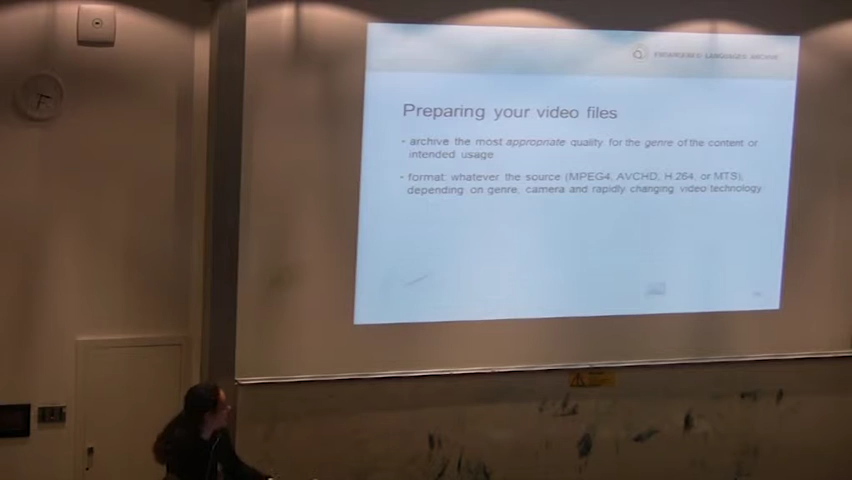 ENDANGERED LANGUAGES ARCHIVE
Preparing your video files
• archive the most appropriate quality for the genre of the content or
intended usage
• format: whatever the source (MPEG4, AVCHD, H.264, or MTS),
depending on genre, camera and rapidly changing video technology